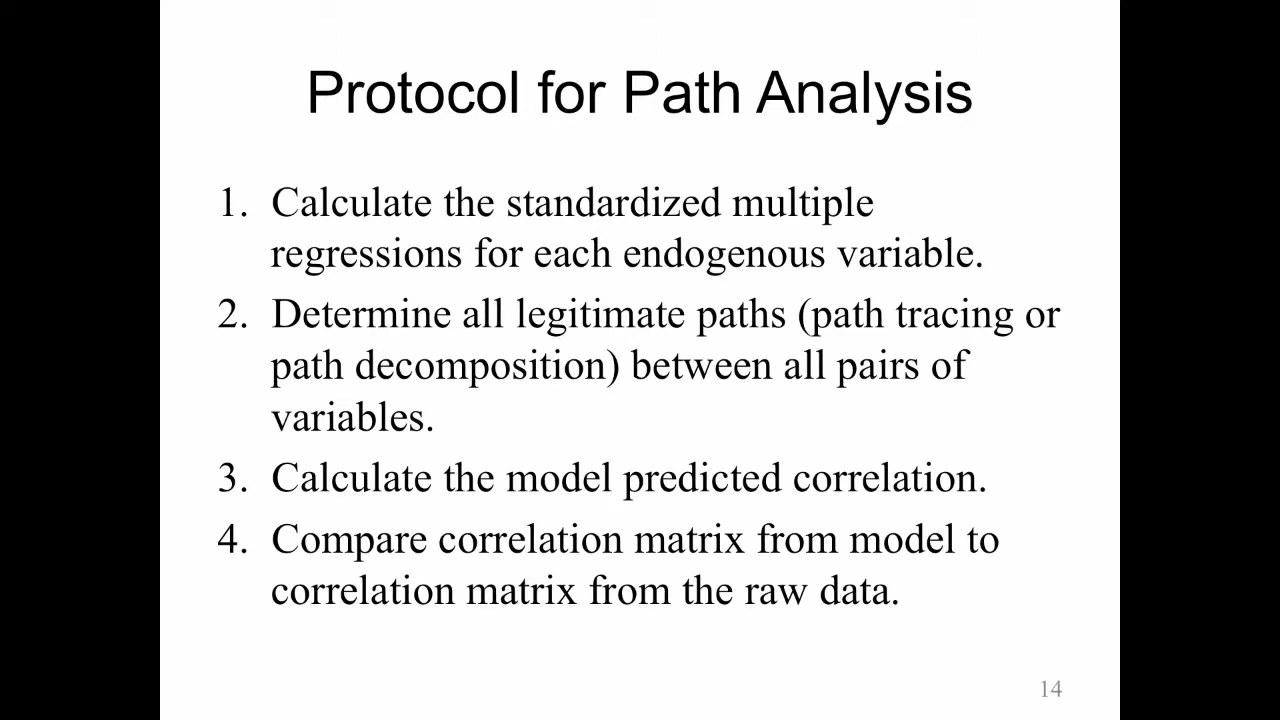 Protocol for Path Analysis
1. Calculate the standardized multiple
regressions for each endogenous variable.
2. Determine all legitimate paths (path tracing or
path decomposition) between all pairs of
variables.
3. Calculate the model predicted correlation.
4. Compare correlation matrix from model to
correlation matrix from the raw data.
14